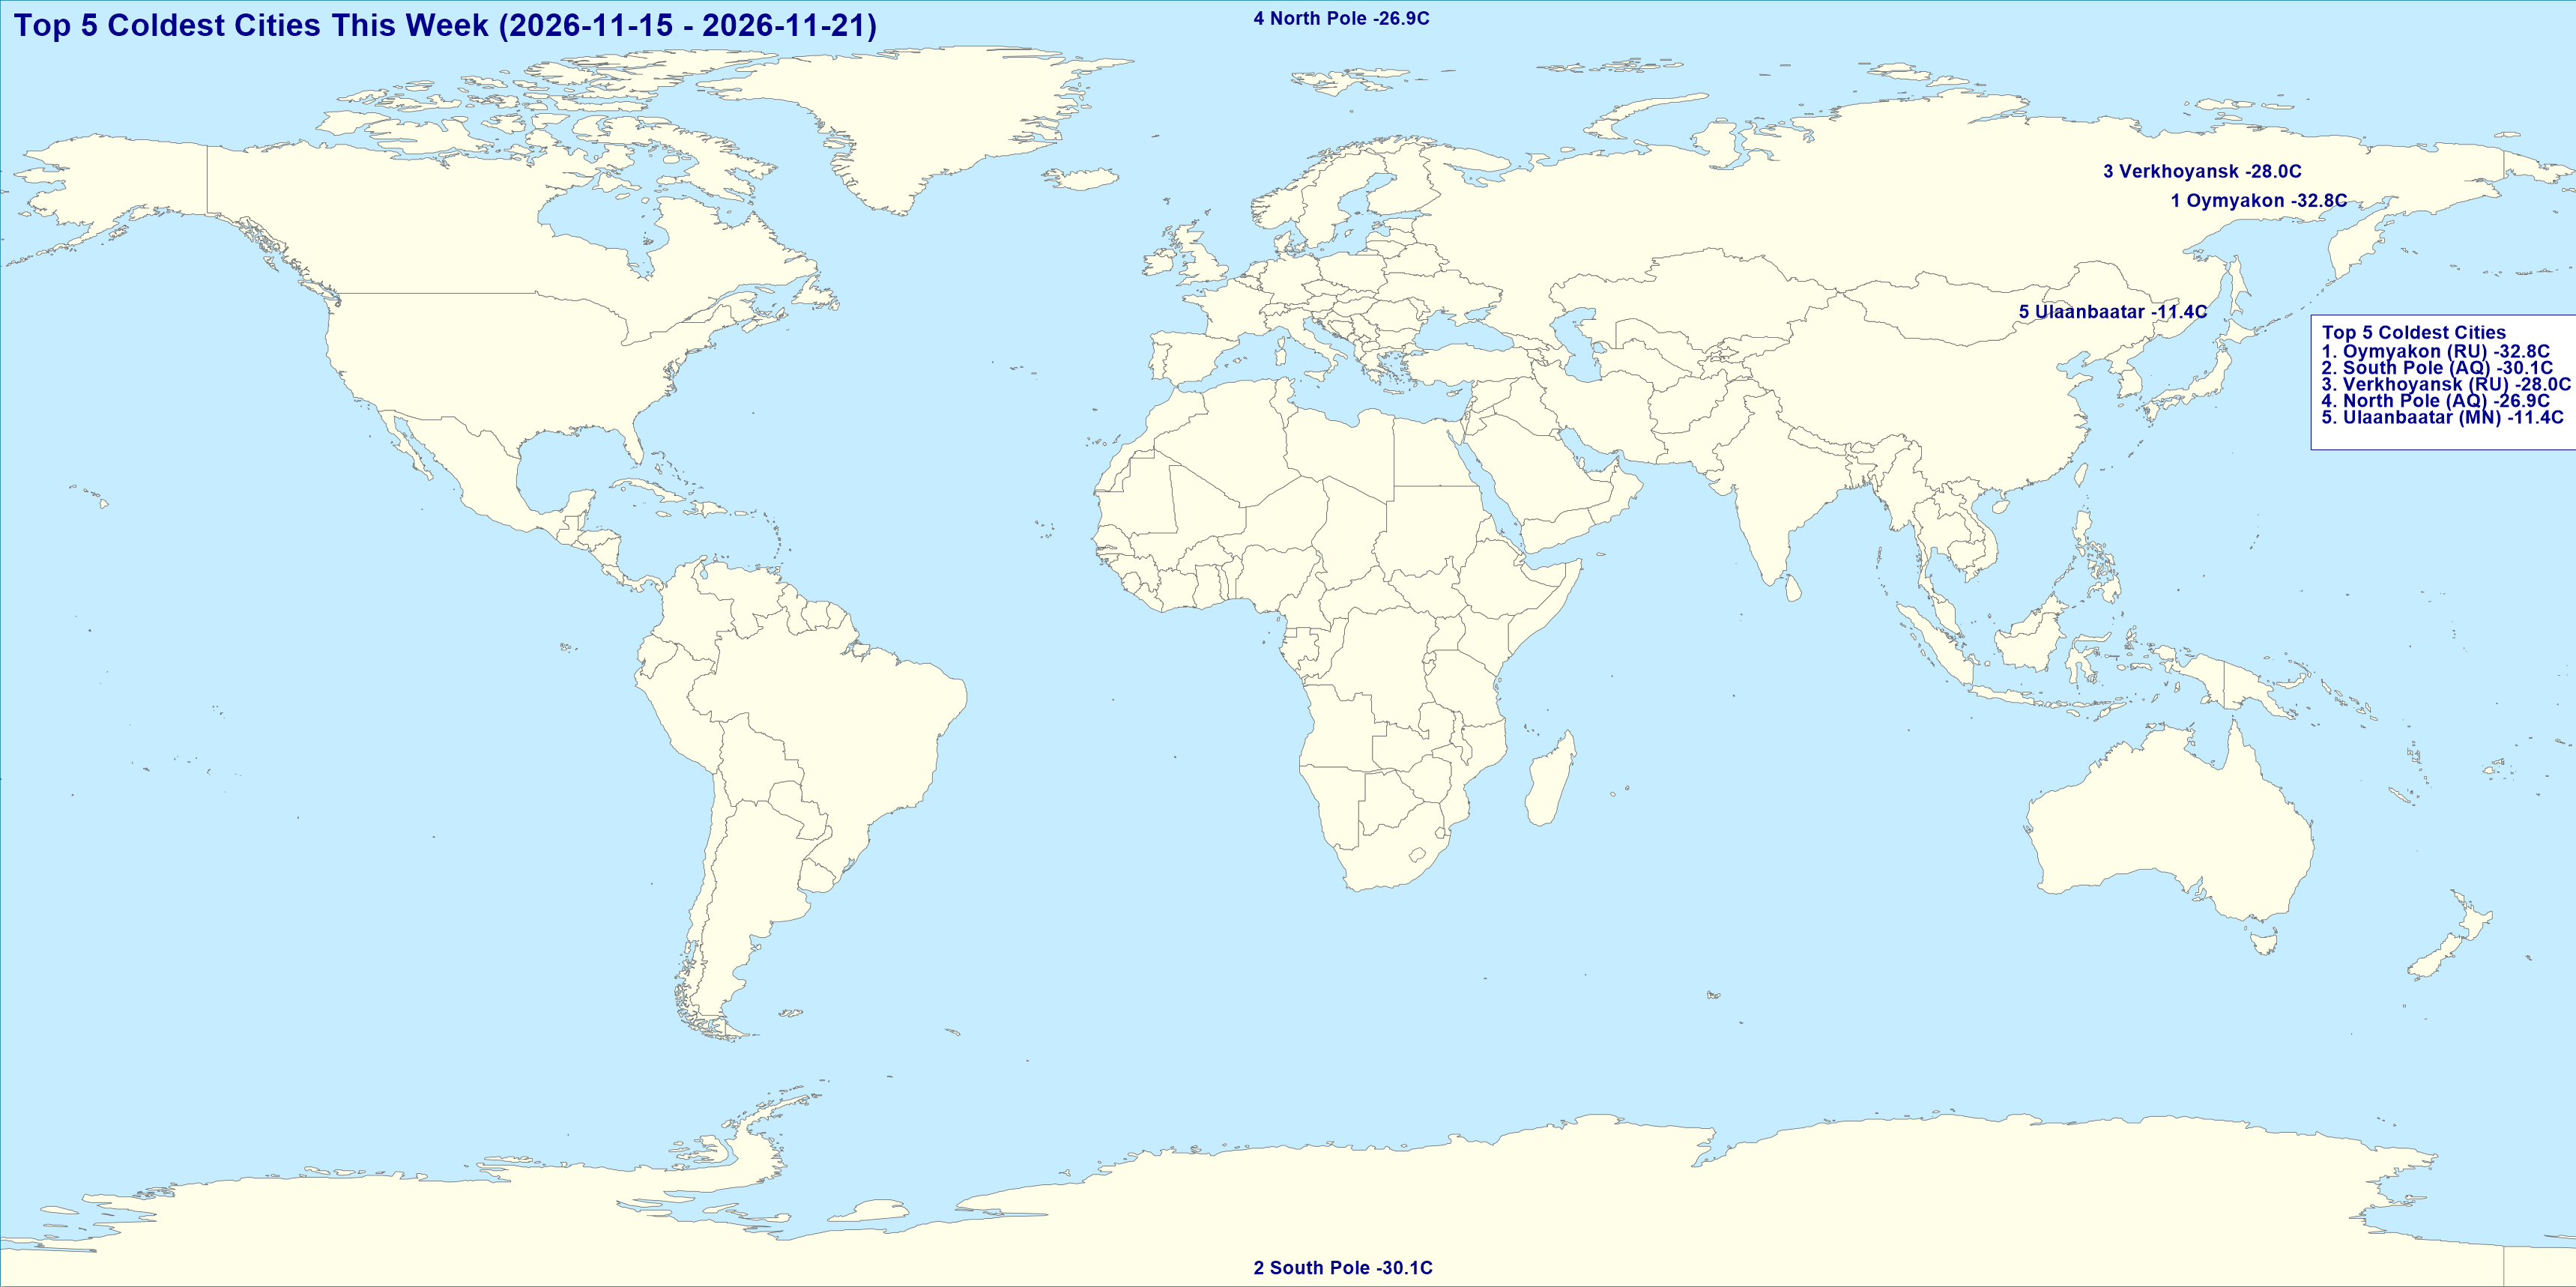 Top 5 Coldest Cities This Week (2026-11-15 - 2026-11-21)
4 North Pole -26.9C
3 Verkhoyansk -28.0C
1 Oymyakon -32.8C
5 Ulaanbaatar -11.4C
Top 5 Coldest Cities
1. Oymyakon (RU) -32.8C
2. South Pole (AQ) -30.1C
3. Verkhoyansk (RU) -28.0C
4. North Pole (AQ) -26.9C
5. Ulaanbaatar (MN) -11.4C
2 South Pole -30.1C